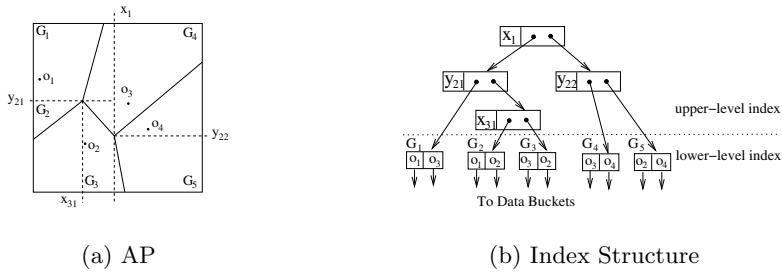 x1
G1
G4
o1
o3
y21
G2
o4
y22
o2
G3
G5
x31
(a) AP
x1
y21
y22
x31
upper−level index
lower−level index
G1 G2 G3 G4 G5
o1 o3 o1 o2 o3 o2 o3 o4 o2 o4
To Data Buckets
(b) Index Structure